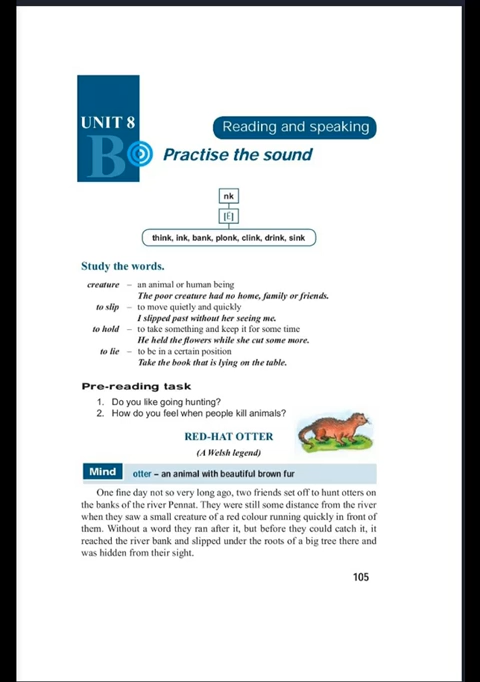 UNIT 8
B
Reading and speaking
Practise the sound
nk
think, ink, bank, plonk, clink, drink, sink
Study the words.
creature – an animal or human being
The poor creature had no home, family or friends.
to slip – to move quietly and quickly
I slipped past without her seeing me.
to hold – to take something and keep it for some time
He held the flowers while she cut some more.
to lie – to be in a certain position
Take the book that is lying on the table.
Pre-reading task
1. Do you like going hunting?
2. How do you feel when people kill animals?
RED-HAT OTTER
(A Welsh legend)
Mind otter – an animal with beautiful brown fur
One fine day not so very long ago, two friends set off to hunt otters on
the banks of the river Pennat. They were still some distance from the river
when they saw a small creature of a red colour running quickly in front of
them. Without a word they ran after it, but before they could catch it, it
reached the river bank and slipped under the roots of a big tree there and
was hidden from their sight.
105